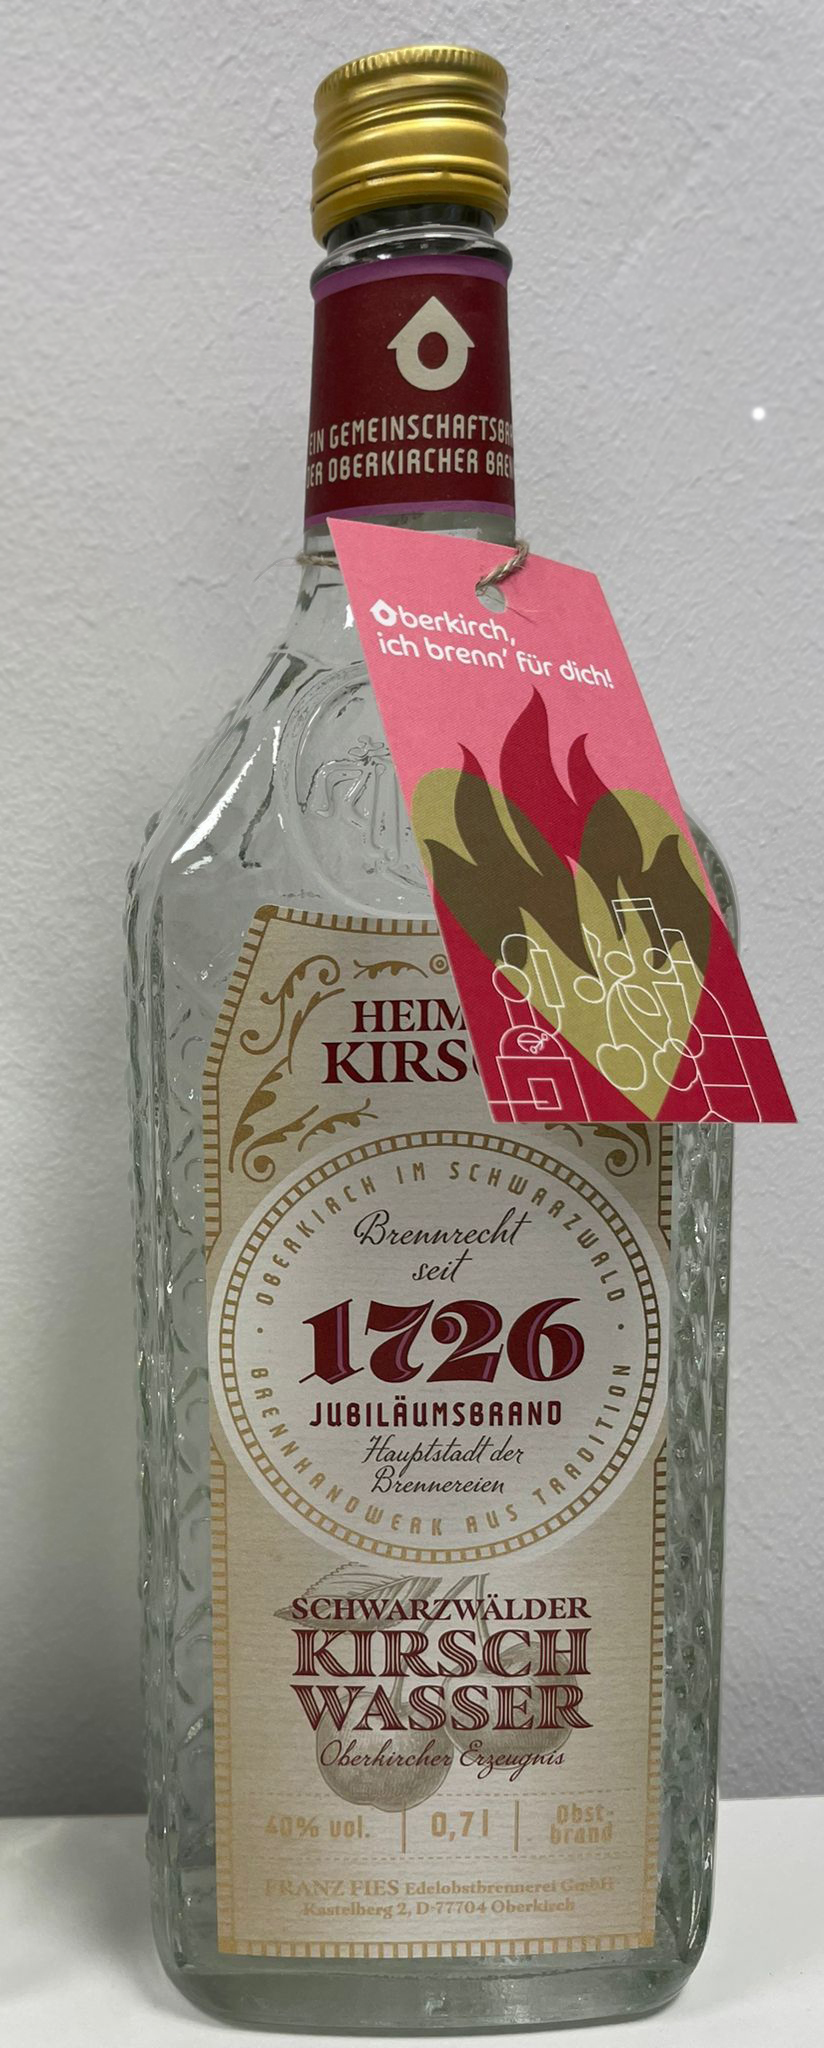 EIN GEMEINSCHAFTSBR
DER OBERKIRCHER BREN
Oberkirch,
ich brenn' für dich!
HEIM
KIRS
OBERKIRCH IM SCHWARZWALD
Brennrecht
seit
1726
JUBILÄUMSBRAND
Hauptstadt der
Brennereien
BRENNHANDWERK AUS TRADITION
SCHWARZWÄLDER
KIRSCH
WASSER
Oberkircher Erzeugnis
40% vol. 0,7 l Obst-
brand
FRANZ FIES Edelobstbrennerei GmbH
Kastelberg 2, D-77704 Oberkirch